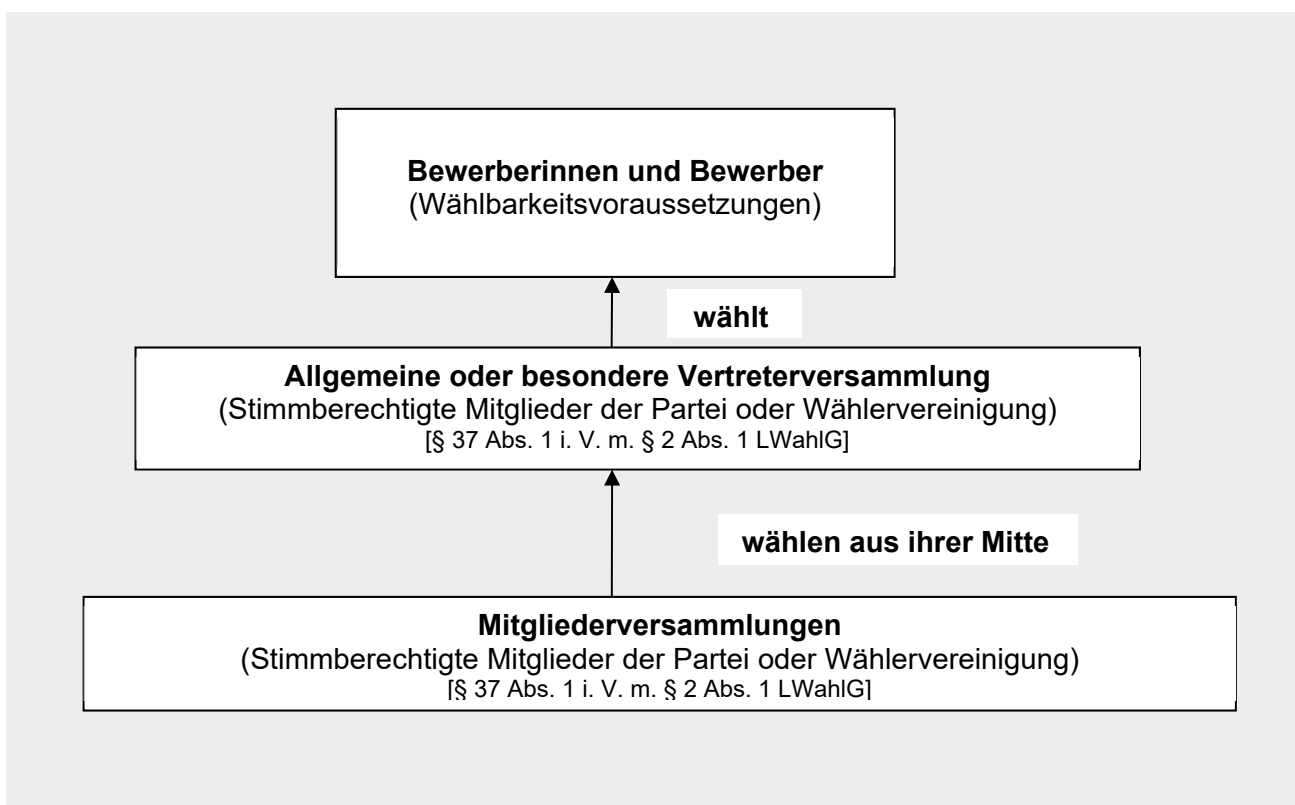 Bewerberinnen und Bewerber
(Wählbarkeitsvoraussetzungen)
wählt
Allgemeine oder besondere Vertreterversammlung
(Stimmberechtigte Mitglieder der Partei oder Wählervereinigung)
[§ 37 Abs. 1 i. V. m. § 2 Abs. 1 LWahlG]
wählen aus ihrer Mitte
Mitgliederversammlungen
(Stimmberechtigte Mitglieder der Partei oder Wählervereinigung)
[§ 37 Abs. 1 i. V. m. § 2 Abs. 1 LWahlG]